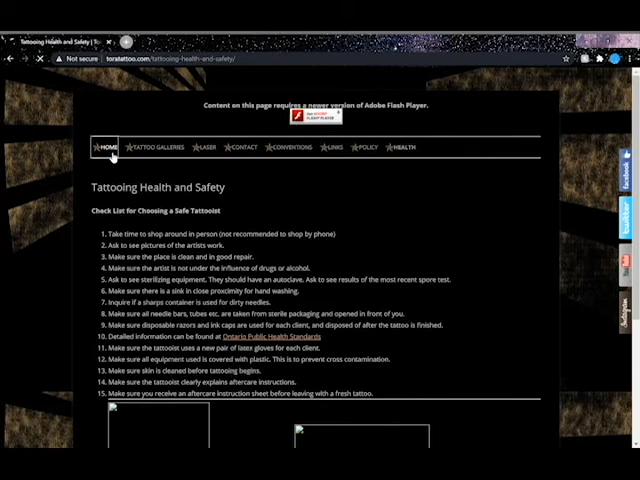 Tattooing Health and Safety | To
Not secure | toratattoo.com/tattooing-health-and-safety/
Content on this page requires a newer version of Adobe Flash Player.
Get ADOBE
FLASH PLAYER
HOME TATTOO GALLERIES LASER CONTACT CONVENTIONS LINKS POLICY HEALTH
facebook
twitter
You Tube
Instagram
Tattooing Health and Safety
Check List for Choosing a Safe Tattooist
1. Take time to shop around in person (not recommended to shop by phone)
2. Ask to see pictures of the artists work.
3. Make sure the place is clean and in good repair.
4. Make sure the artist is not under the influence of drugs or alcohol.
5. Ask to see sterilizing equipment. They should have an autoclave. Ask to see results of the most recent spore test.
6. Make sure there is a sink in close proximity for hand washing.
7. Inquire if a sharps container is used for dirty needles.
8. Make sure all needle bars, tubes etc. are taken from sterile packaging and opened in front of you.
9. Make sure disposable razors and ink caps are used for each client, and disposed of after the tattoo is finished.
10. Detailed information can be found at Ontario Public Health Standards
11. Make sure the tattooist uses a new pair of latex gloves for each client.
12. Make sure all equipment used is covered with plastic. This is to prevent cross contamination.
13. Make sure skin is cleaned before tattooing begins.
14. Make sure the tattooist clearly explains aftercare instructions.
15. Make sure you receive an aftercare instruction sheet before leaving with a fresh tattoo.